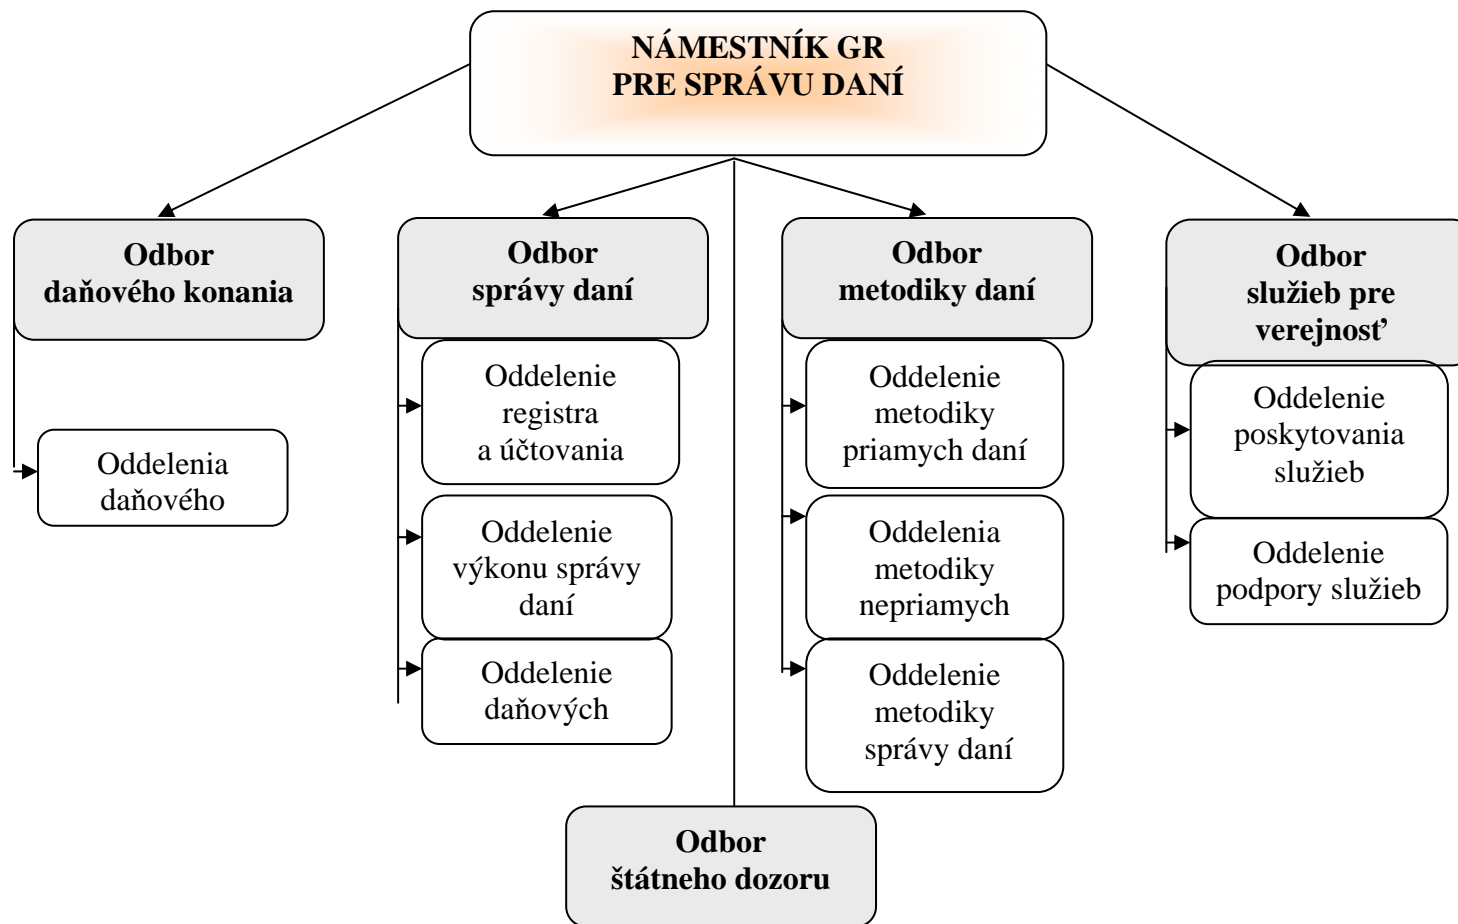 NÁMESTNÍK GR
PRE SPRÁVU DANÍ
Odbor
daňového konania
Oddelenia
daňového
Odbor
správy daní
Oddelenie
registra
a účtovania
Oddelenie
výkonu správy
daní
Oddelenie
daňových
Odbor
metodiky daní
Oddelenie
metodiky
priamych daní
Oddelenia
metodiky
nepriamych
Oddelenie
metodiky
správy daní
Odbor
služieb pre
verejnosť
Oddelenie
poskytovania
služieb
Oddelenie
podpory služieb
Odbor
štátneho dozoru